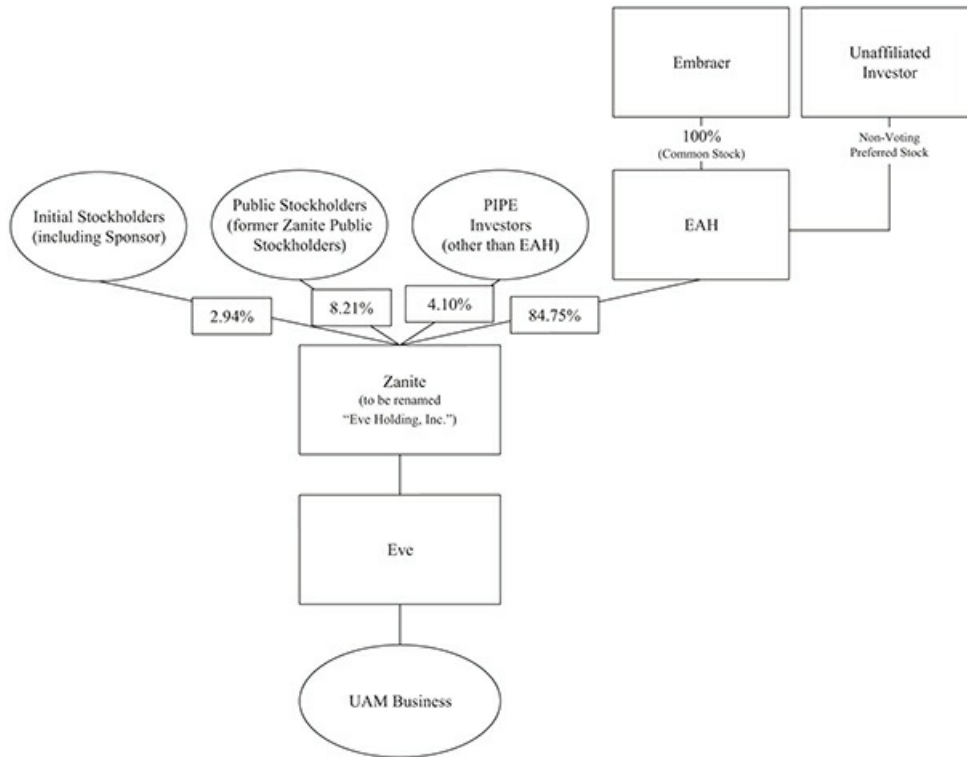 Embraer
Unaffiliated
Investor
100%
(Common Stock)
Non-Voting
Preferred Stock
Initial Stockholders
(including Sponsor)
Public Stockholders
(former Zanite Public
Stockholders)
PIPE
Investors
(other than EAH)
EAH
2.94%
8.21%
4.10%
84.75%
Zanite
(to be renamed
“Eve Holding, Inc.”)
Eve
UAM Business